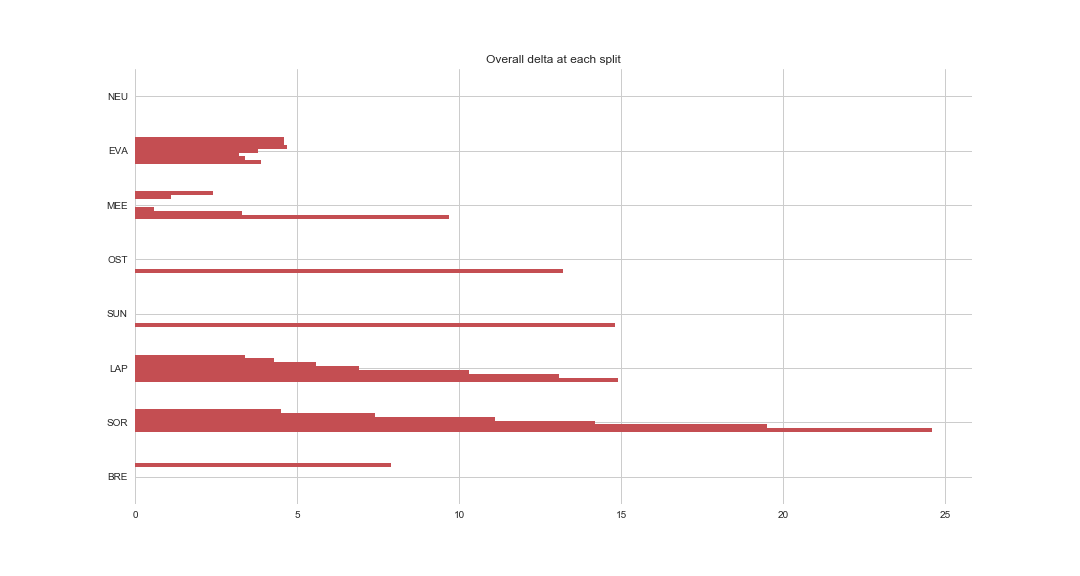 Overall delta at each split
NEU
EVA
MEE
OST
SUN
LAP
SOR
BRE
0 5 10 15 20 25